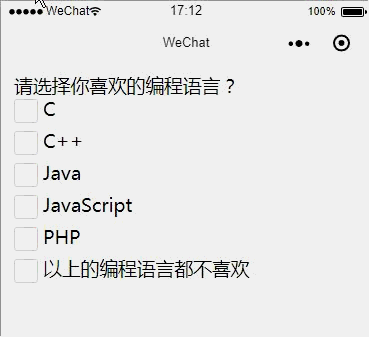 WeChat 17:12 100%
WeChat
请选择你喜欢的编程语言？
C
C++
Java
JavaScript
PHP
以上的编程语言都不喜欢